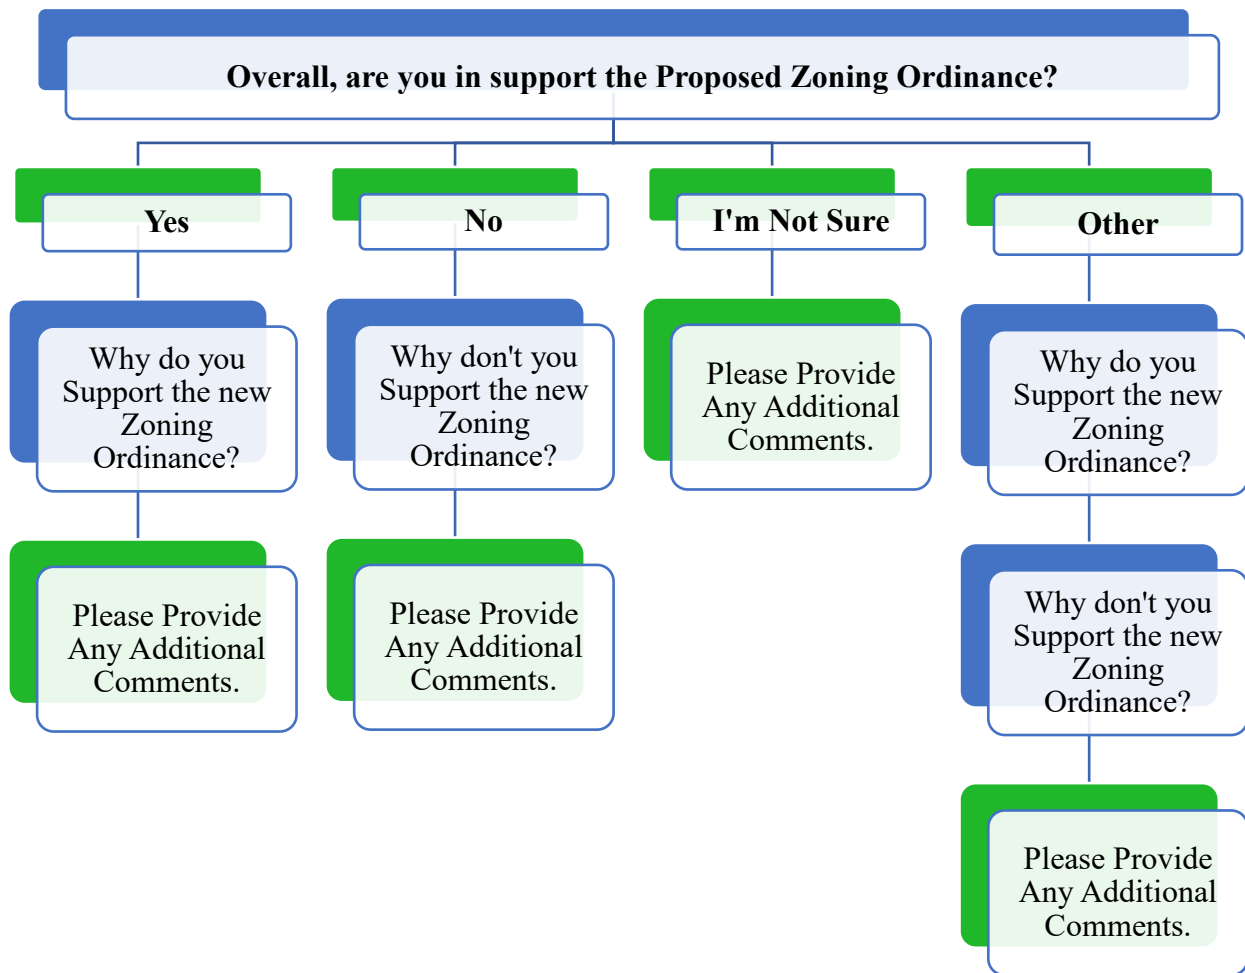 Overall, are you in support the Proposed Zoning Ordinance?
Yes
No
I'm Not Sure
Other
Why do you
Support the new
Zoning
Ordinance?
Why don't you
Support the new
Zoning
Ordinance?
Please Provide
Any Additional
Comments.
Why do you
Support the new
Zoning
Ordinance?
Please Provide
Any Additional
Comments.
Please Provide
Any Additional
Comments.
Why don't you
Support the new
Zoning
Ordinance?
Please Provide
Any Additional
Comments.